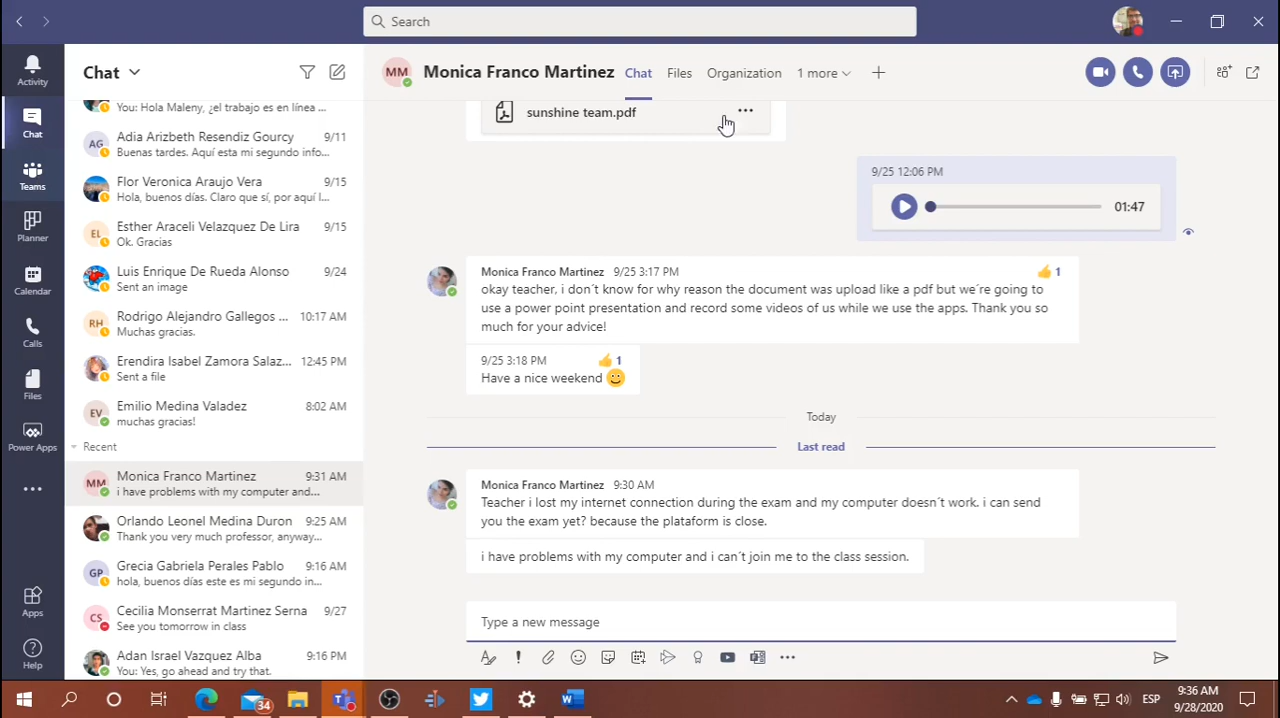 Search
Activity
Chat
Teams
Planner
Calendar
Calls
Files
Power Apps
Apps
Help
Chat
You: Hola Maleny, ¿el trabajo es en línea ...
AG
Adia Arizbeth Resendiz Gourcy 9/11
Buenas tardes. Aquí esta mi segundo info...
Flor Veronica Araujo Vera 9/15
Hola, buenos días. Claro que sí, por aquí l...
EL
Esther Araceli Velazquez De Lira 9/15
Ok. Gracias
Luis Enrique De Rueda Alonso 9/24
Sent an image
RH
Rodrigo Alejandro Gallegos ... 10:17 AM
Muchas gracias.
Erendira Isabel Zamora Salaz... 12:45 PM
Sent a file
EV
Emilio Medina Valadez 8:02 AM
muchas gracias!
Recent
MM
Monica Franco Martinez 9:31 AM
i have problems with my computer and...
Orlando Leonel Medina Duron 9:25 AM
Thank you very much professor, anyway...
GP
Grecia Gabriela Perales Pablo 9:16 AM
hola, buenos días este es mi segundo in...
CS
Cecilia Monserrat Martinez Serna 9/27
See you tomorrow in class
Adan Israel Vazquez Alba 9:16 PM
You: Yes, go ahead and try that.
MM
Monica Franco Martinez Chat Files Organization 1 more
sunshine team.pdf
9/25 12:06 PM
01:47
Monica Franco Martinez 9/25 3:17 PM 1
okay teacher, i don´t know for why reason the document was upload like a pdf but we´re going to
use a power point presentation and record some videos of us while we use the apps. Thank you so
much for your advice!
9/25 3:18 PM 1
Have a nice weekend
Today
Last read
Monica Franco Martinez 9:30 AM
Teacher i lost my internet connection during the exam and my computer doesn´t work. i can send
you the exam yet? because the plataform is close.
i have problems with my computer and i can´t join me to the class session.
Type a new message
34
ESP
9:36 AM
9/28/2020